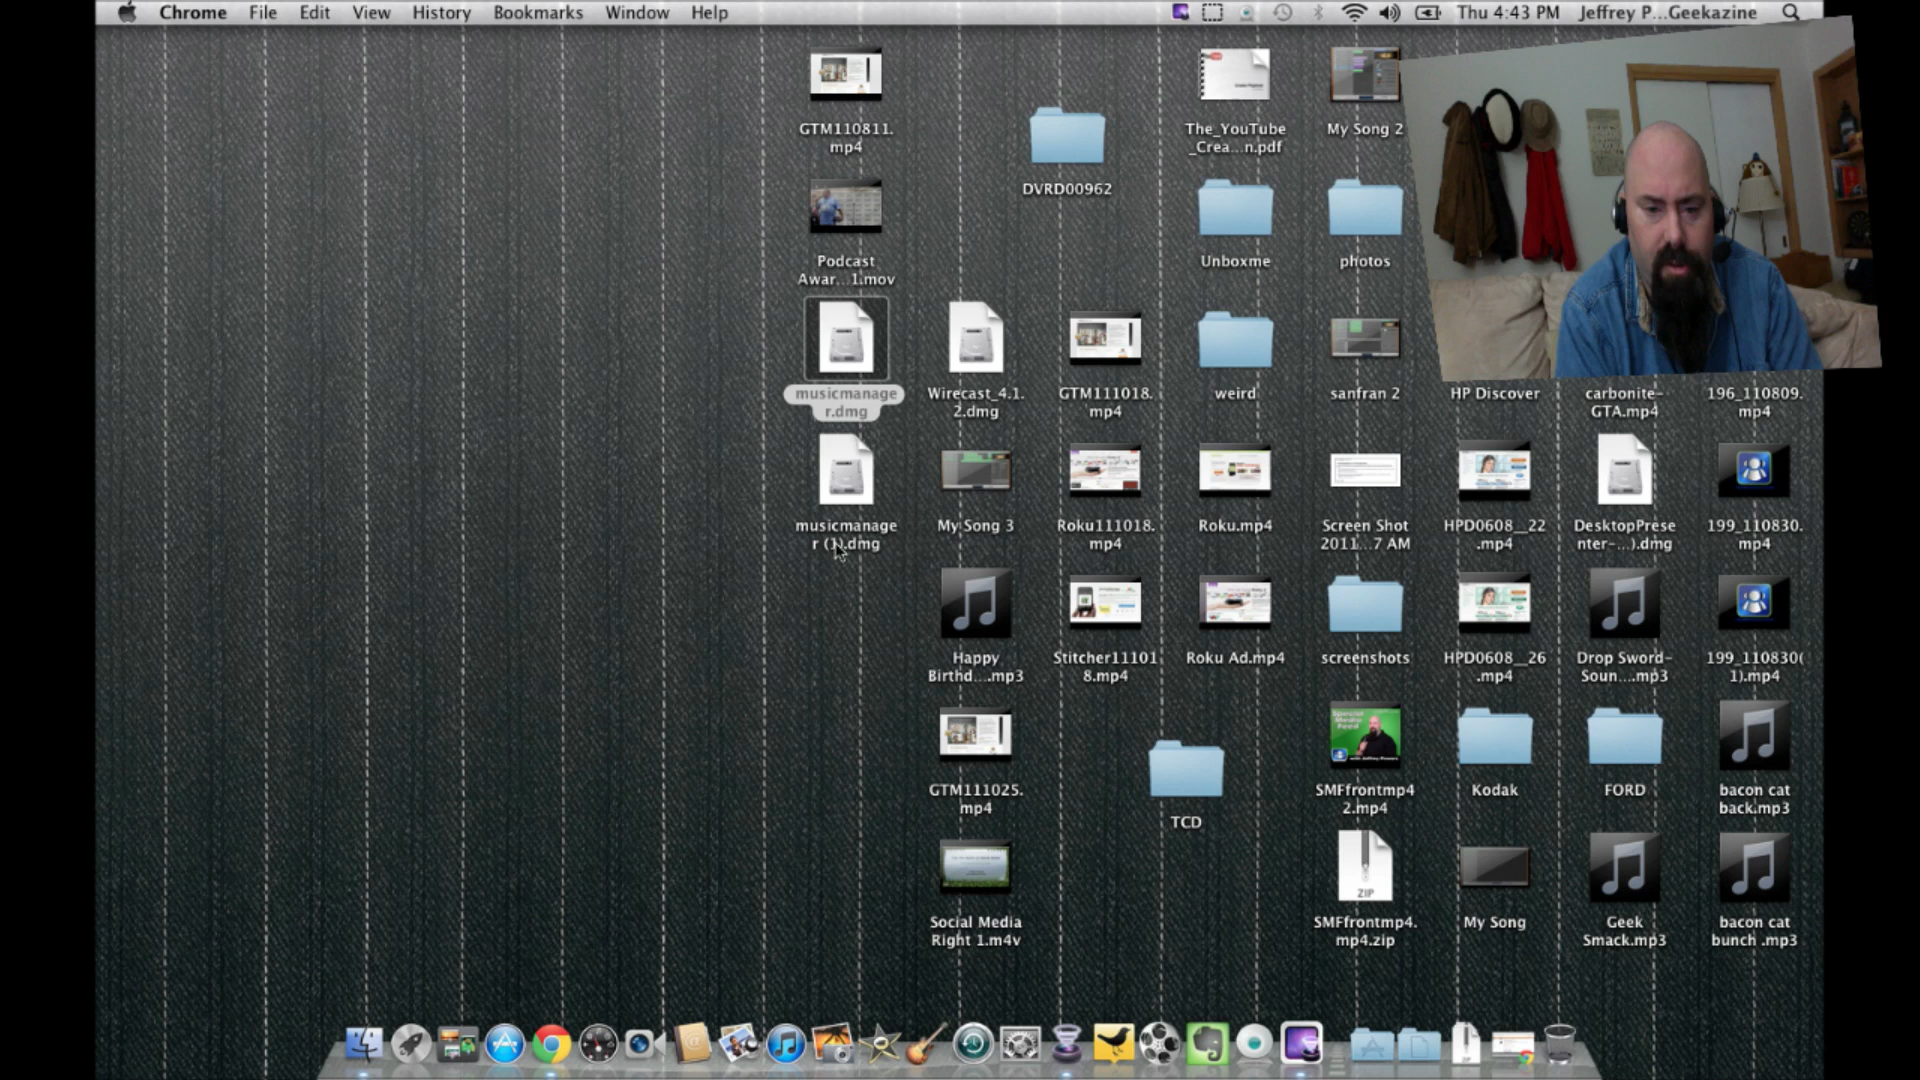 Chrome File Edit View History Bookmarks Window Help Thu 4:43 PM Jeffrey P...Geekazine
GTM110811.
mp4
DVRD00962
The_YouTube
_Crea...n.pdf
My Song 2
Podcast
Awar...1.mov
Unboxme
photos
musicmanage
r.dmg
Wirecast_4.1.
2.dmg
GTM111018.
mp4
weird
sanfran 2
HP Discover
carbonite-
GTA.mp4
196_110809.
mp4
musicmanage
r (1).dmg
My Song 3
Roku111018.
mp4
Roku.mp4
Screen Shot
2011...7 AM
HPD0608__22
.mp4
DesktopPrese
nter-...).dmg
199_110830.
mp4
Happy
Birthd....mp3
Stitcher11101
8.mp4
Roku Ad.mp4
screenshots
HPD0608__26
.mp4
Drop Sword-
Soun....mp3
199_110830(
1).mp4
GTM111025.
mp4
TCD
SMFfrontmp4
2.mp4
Kodak
FORD
bacon cat
back.mp3
Social Media
Right 1.m4v
ZIP
SMFfrontmp4.
mp4.zip
My Song
Geek
Smack.mp3
bacon cat
bunch .mp3